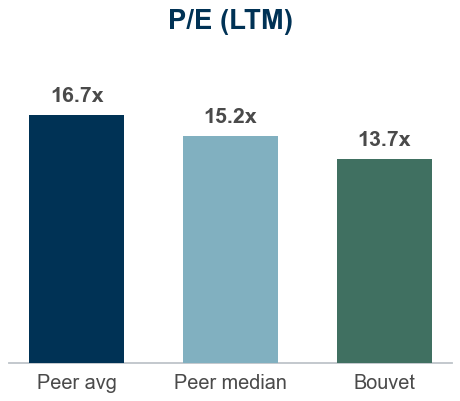 P/E (LTM)
16.7x
15.2x
13.7x
Peer avg
Peer median
Bouvet